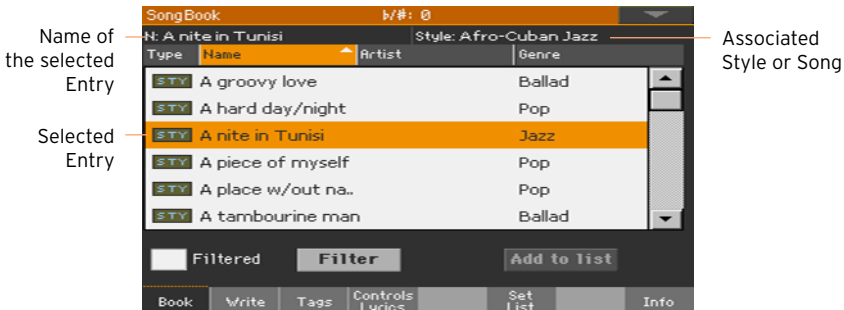 SongBook ♭/#: 0
Name of
the selected
Entry
N: A nite in Tunisi Style: Afro-Cuban Jazz
Associated
Style or Song
Type Name Artist Genre
STY A groovy love Ballad
STY A hard day/night Pop
Selected
Entry
STY A nite in Tunisi Jazz
STY A piece of myself Pop
STY A place w/out na.. Pop
STY A tambourine man Ballad
Filtered Filter Add to list
Book Write Tags Controls Lyrics Set List Info